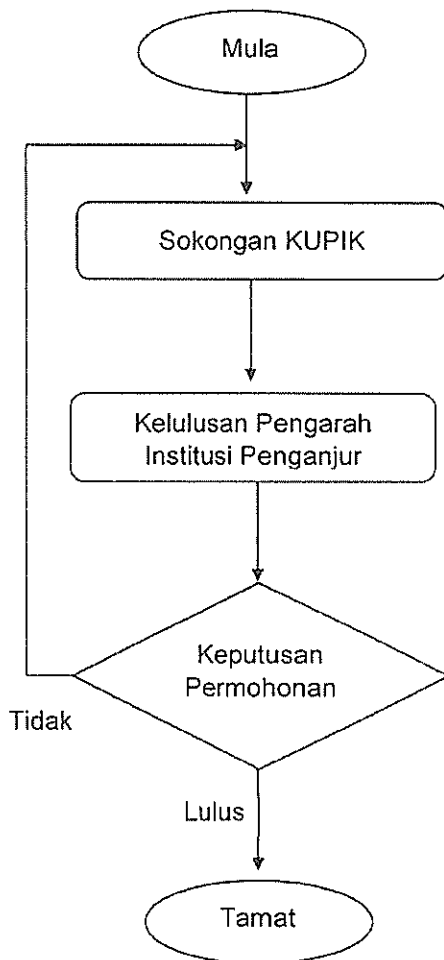 Mula
Sokongan KUPIK
Kelulusan Pengarah
Institusi Penganjur
Keputusan
Permohonan
Tidak
Lulus
Tamat